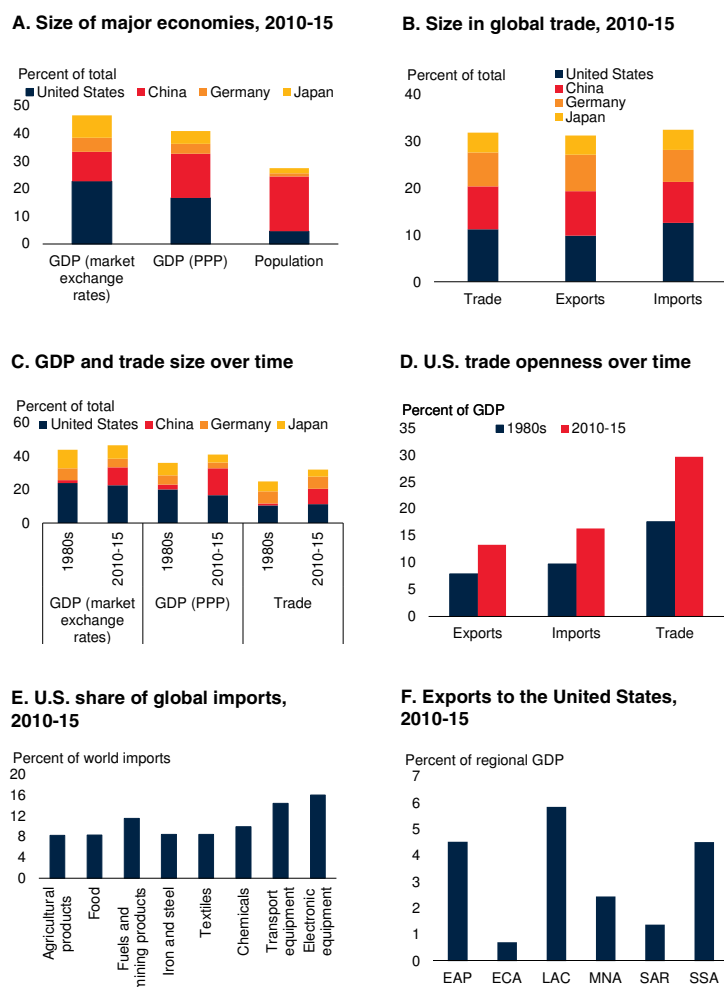 A. Size of major economies, 2010-15
Percent of total
United States China Germany Japan
50
40
30
20
10
0
GDP (market
exchange
rates)
GDP (PPP)
Population
B. Size in global trade, 2010-15
Percent of total
United States
China
Germany
Japan
40
30
20
10
0
Trade Exports Imports
C. GDP and trade size over time
Percent of total
United States China Germany Japan
60
40
20
0
1980s
2010-15
1980s
2010-15
1980s
2010-15
GDP (market
exchange
rates)
GDP (PPP)
Trade
D. U.S. trade openness over time
Percent of GDP
1980s 2010-15
35
30
25
20
15
10
5
0
Exports Imports Trade
E. U.S. share of global imports,
2010-15
Percent of world imports
20
16
12
8
4
0
Agricultural
products
Food
Fuels and
mining products
Iron and steel
Textiles
Chemicals
Transport
equipment
Electronic
equipment
F. Exports to the United States,
2010-15
Percent of regional GDP
7
6
5
4
3
2
1
0
EAP ECA LAC MNA SAR SSA